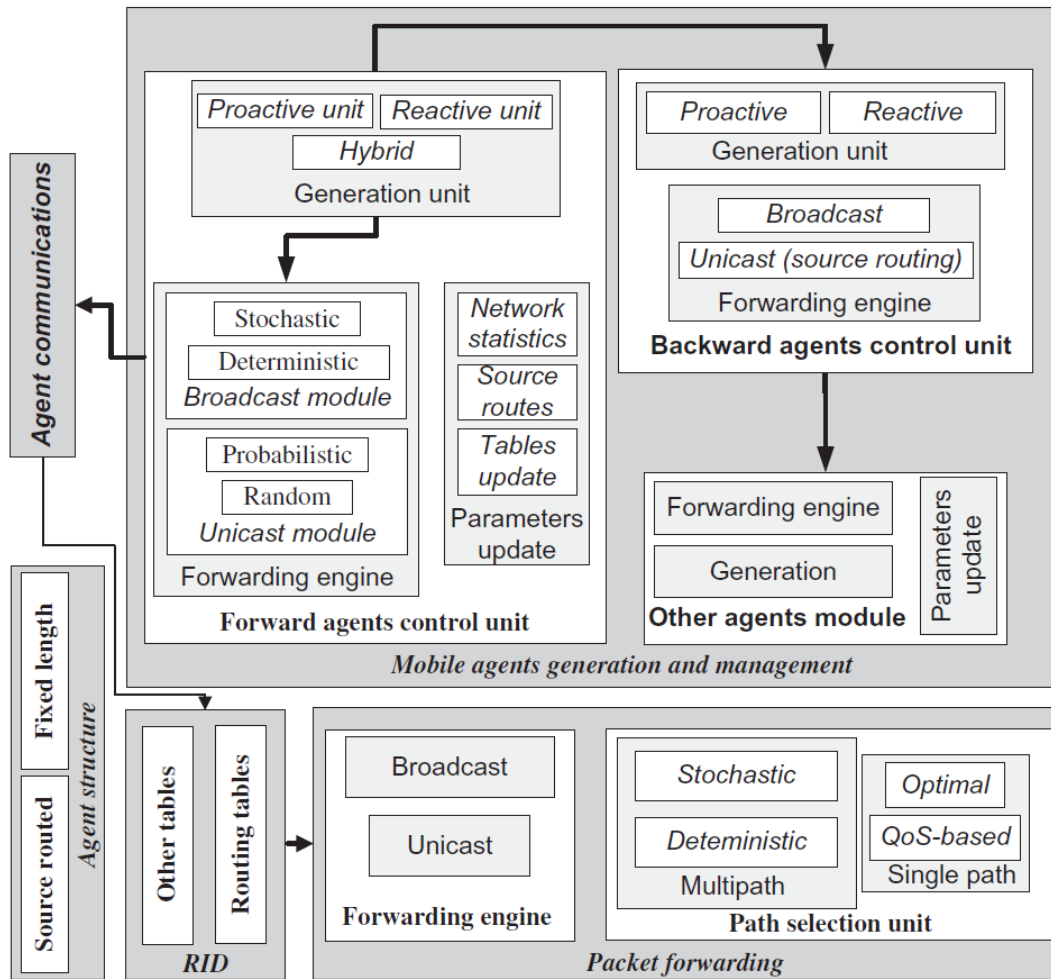 Proactive unit
Reactive unit
Hybrid
Generation unit
Stochastic
Deterministic
Broadcast module
Probabilistic
Random
Unicast module
Forwarding engine
Network
statistics
Source
routes
Tables
update
Parameters
update
Forward agents control unit
Proactive
Reactive
Generation unit
Broadcast
Unicast (source routing)
Forwarding engine
Backward agents control unit
Forwarding engine
Generation
Other agents module
Parameters
update
Mobile agents generation and management
Agent communications
Fixed length
Source routed
Agent structure
Other tables
Routing tables
RID
Broadcast
Unicast
Forwarding engine
Stochastic
Deteministic
Multipath
Optimal
QoS-based
Single path
Path selection unit
Packet forwarding